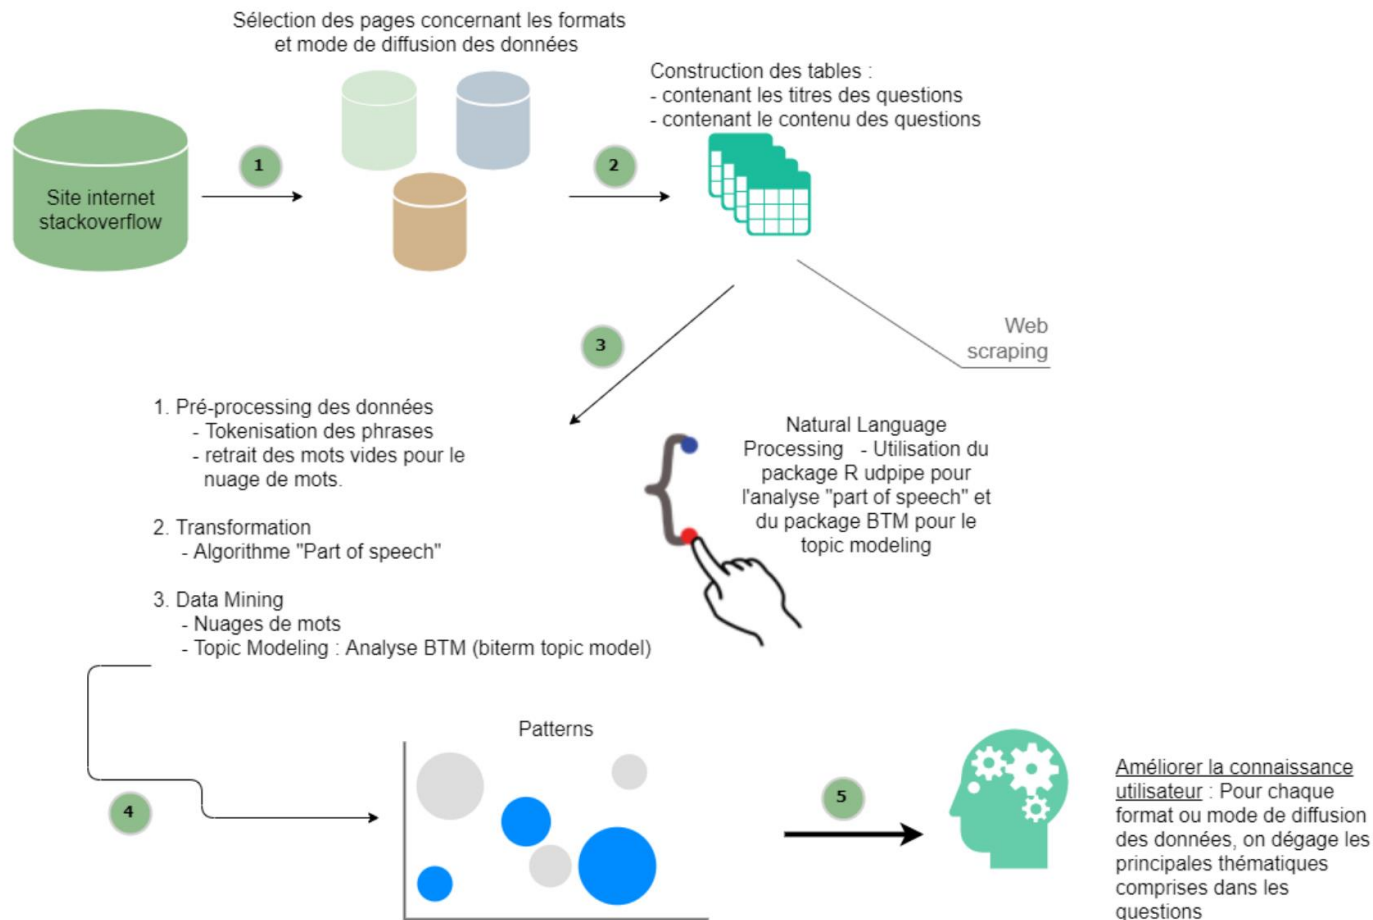 Sélection des pages concernant les formats
et mode de diffusion des données
Construction des tables :
- contenant les titres des questions
- contenant le contenu des questions
Site internet
stackoverflow
1
2
Web
scraping
3
1. Pré-processing des données
- Tokenisation des phrases
- retrait des mots vides pour le
nuage de mots.
2. Transformation
- Algorithme "Part of speech"
3. Data Mining
- Nuages de mots
- Topic Modeling : Analyse BTM (biterm topic model)
Natural Language
Processing - Utilisation du
package R udpipe pour
l'analyse "part of speech" et
du package BTM pour le
topic modeling
4
Patterns
5
Améliorer la connaissance
utilisateur : Pour chaque
format ou mode de diffusion
des données, on dégage les
principales thématiques
comprises dans les
questions